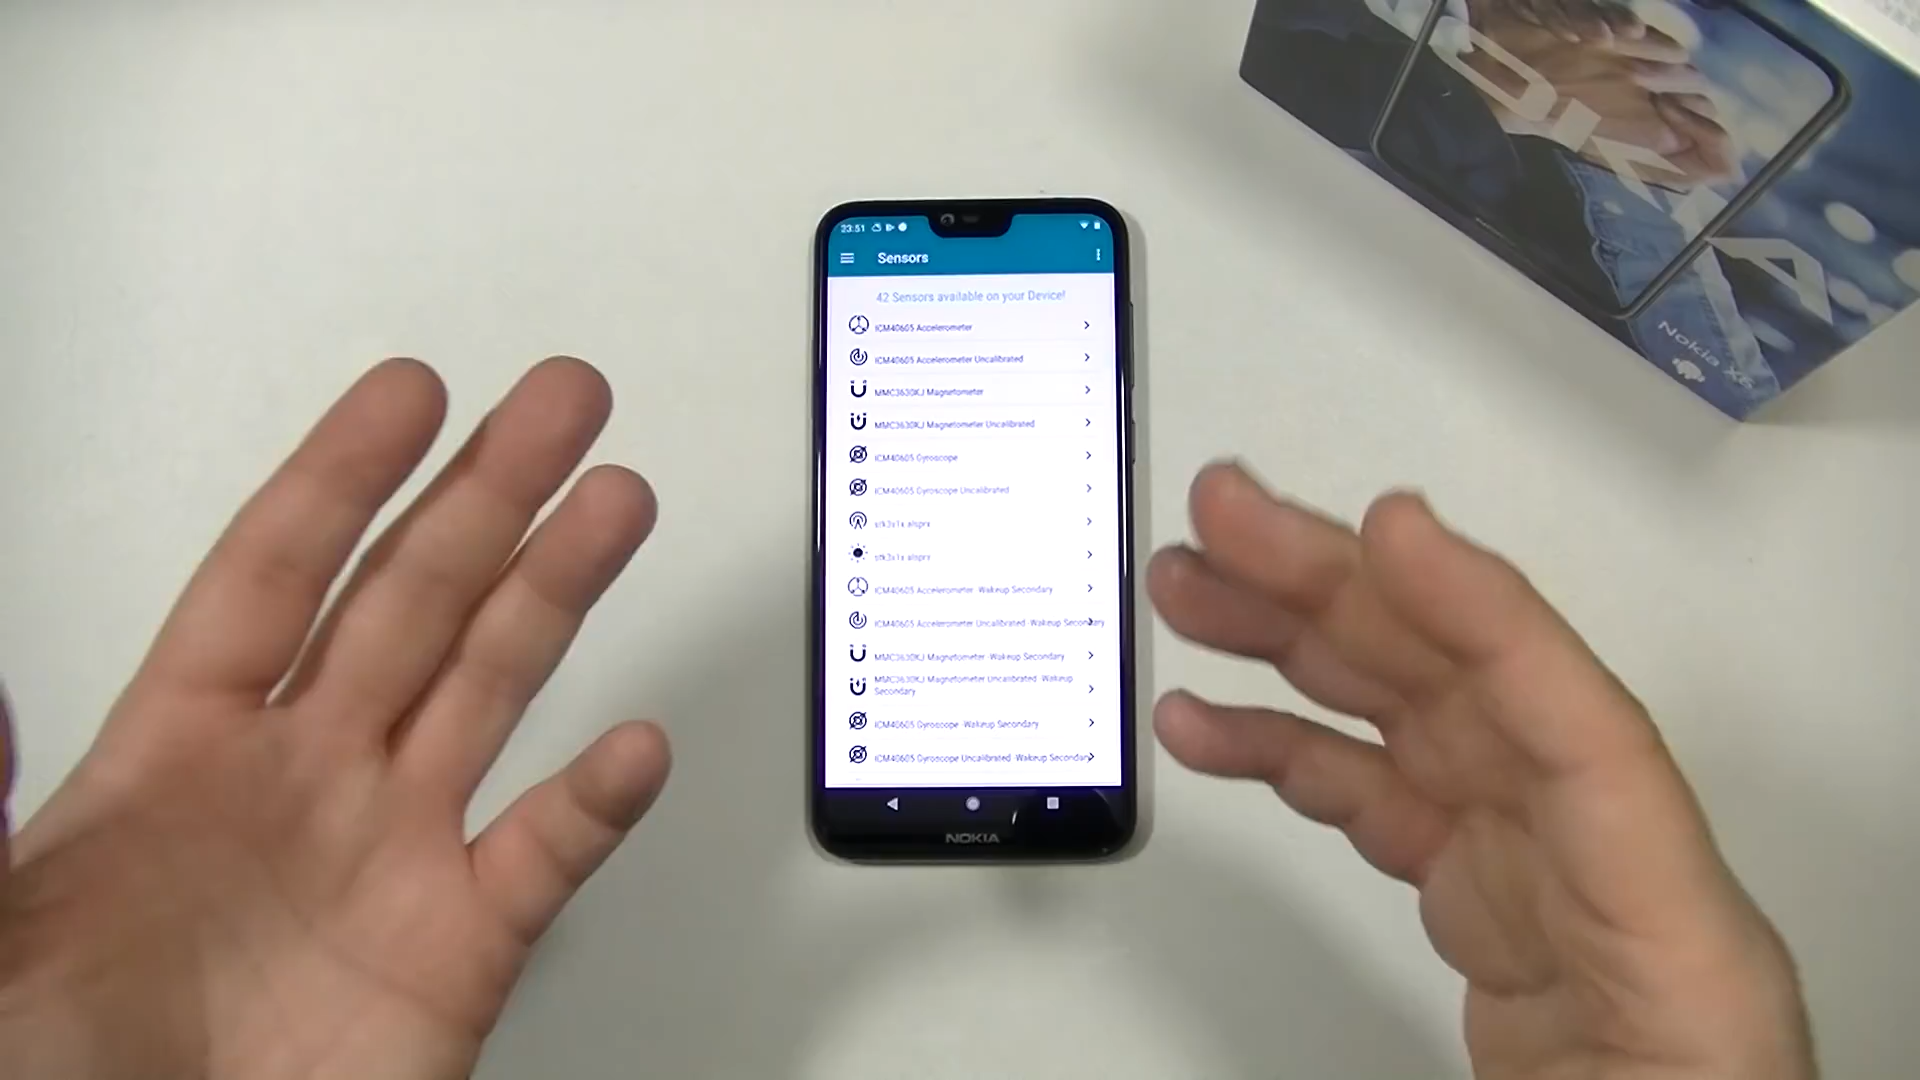 NOKIA
Nokia X6
23:51
Sensors
42 Sensors available on your Device!
ICM40605 Accelerometer
ICM40605 Accelerometer Uncalibrated
MMC3630KJ Magnetometer
MMC3630KJ Magnetometer Uncalibrated
ICM40605 Gyroscope
ICM40605 Gyroscope Uncalibrated
stk3x1x alsprx
stk3x1x alsprx
ICM40605 Accelerometer -Wakeup Secondary
ICM40605 Accelerometer Uncalibrated -Wakeup Secondary
MMC3630KJ Magnetometer -Wakeup Secondary
MMC3630KJ Magnetometer Uncalibrated -Wakeup
Secondary
ICM40605 Gyroscope -Wakeup Secondary
ICM40605 Gyroscope Uncalibrated -Wakeup Secondary
NOKIA